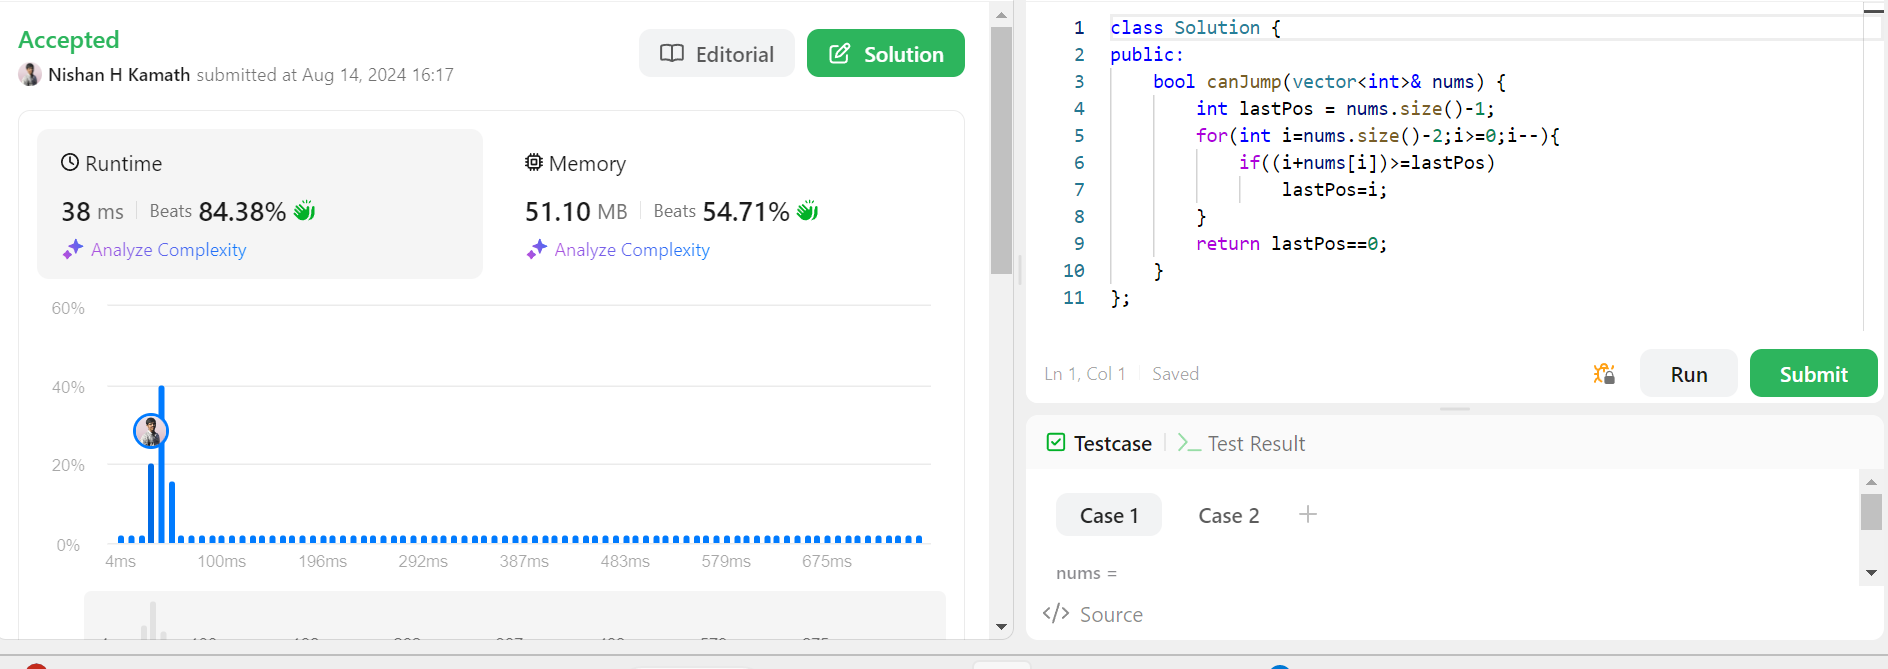 Accepted
Nishan H Kamath submitted at Aug 14, 2024 16:17
Editorial
Solution
Runtime
38 ms Beats 84.38%
Analyze Complexity
Memory
51.10 MB Beats 54.71%
Analyze Complexity
60%
40%
20%
0%
4ms 100ms 196ms 292ms 387ms 483ms 579ms 675ms
1 class Solution {
2 public:
3 bool canJump(vector<int>& nums) {
4 int lastPos = nums.size()-1;
5 for(int i=nums.size()-2;i>=0;i--){
6 if((i+nums[i])>=lastPos)
7 lastPos=i;
8 }
9 return lastPos==0;
10 }
11 };
Ln 1, Col 1 Saved
Run
Submit
Testcase
>_ Test Result
Case 1 Case 2 +
nums =
</> Source